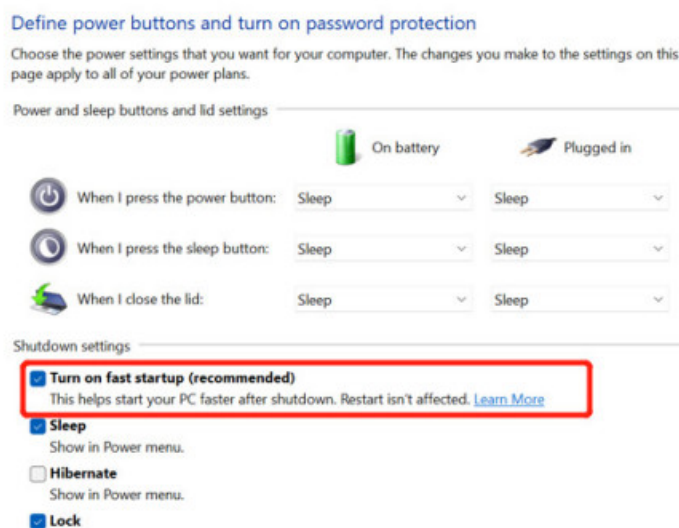 Define power buttons and turn on password protection
Choose the power settings that you want for your computer. The changes you make to the settings on this
page apply to all of your power plans.
Power and sleep buttons and lid settings
On battery Plugged in
When I press the power button: Sleep Sleep
When I press the sleep button: Sleep Sleep
When I close the lid: Sleep Sleep
Shutdown settings
Turn on fast startup (recommended)
This helps start your PC faster after shutdown. Restart isn't affected. Learn More
Sleep
Show in Power menu.
Hibernate
Show in Power menu.
Lock